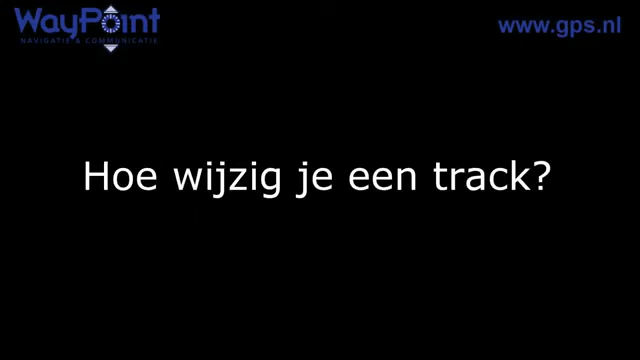 WayPoint
NAVIGATIE & COMMUNICATIE
www.gps.nl
Hoe wijzig je een track?